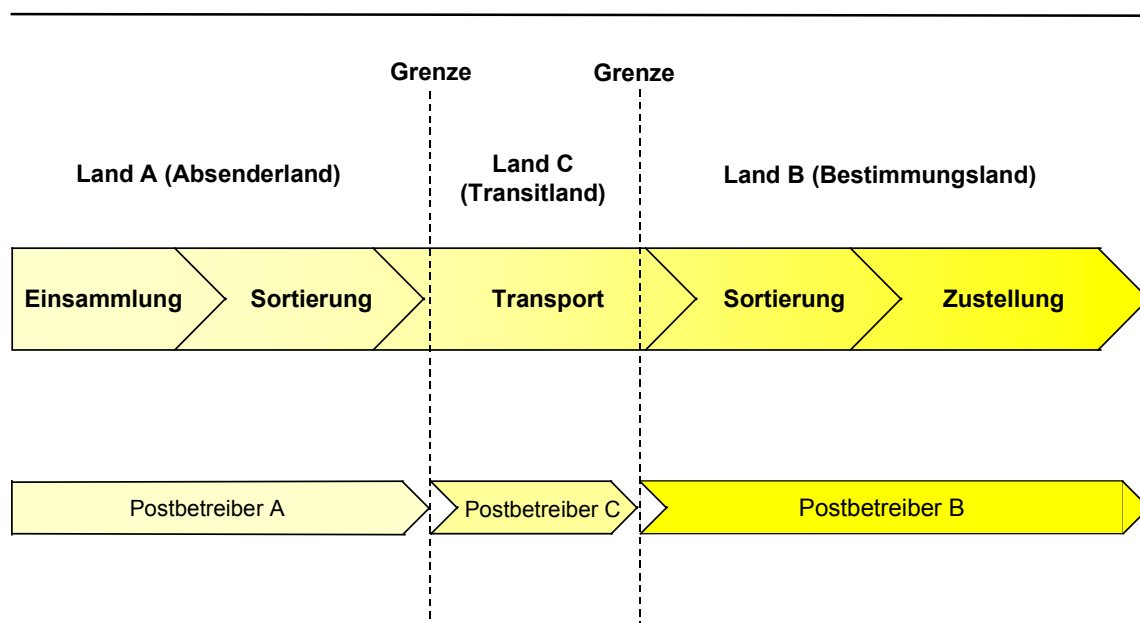 Grenze
Grenze
Land A (Absenderland)
Land C
(Transitland)
Land B (Bestimmungsland)
Einsammlung
Sortierung
Transport
Sortierung
Zustellung
Postbetreiber A
Postbetreiber C
Postbetreiber B